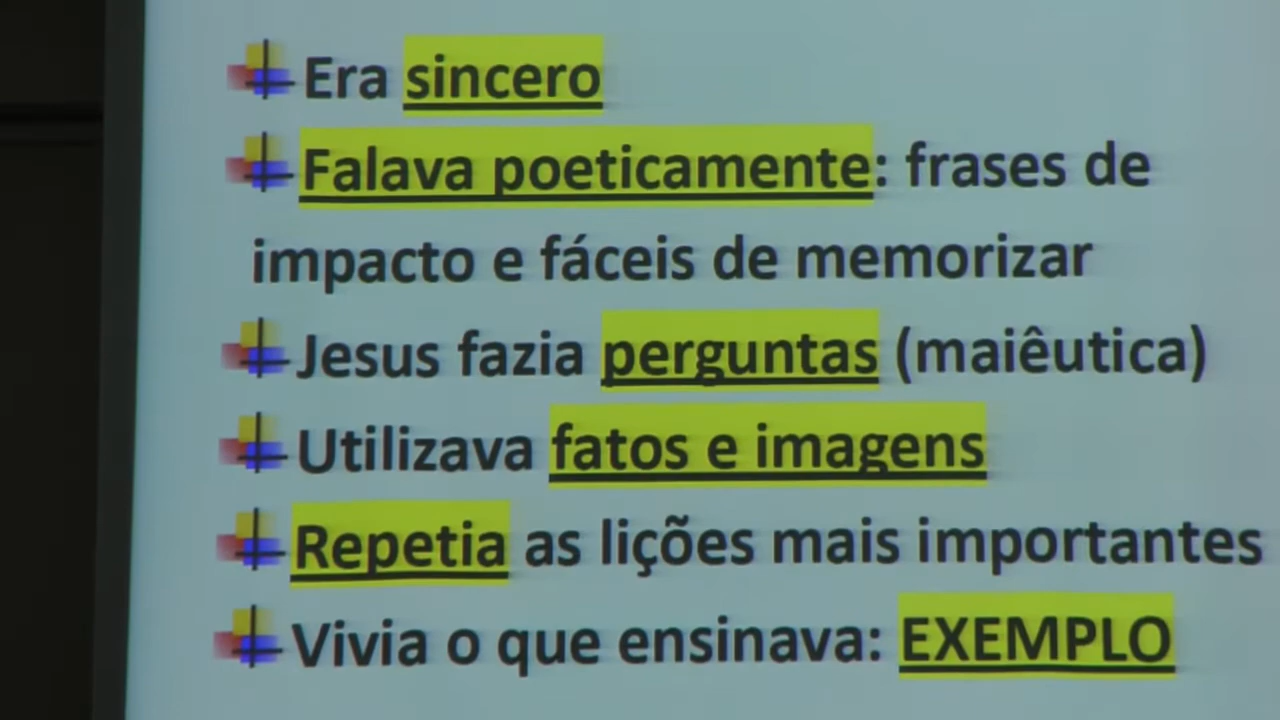 Era sincero
Falava poeticamente: frases de
impacto e fáceis de memorizar
Jesus fazia perguntas (maiêutica)
Utilizava fatos e imagens
Repetia as lições mais importantes
Vivia o que ensinava: EXEMPLO